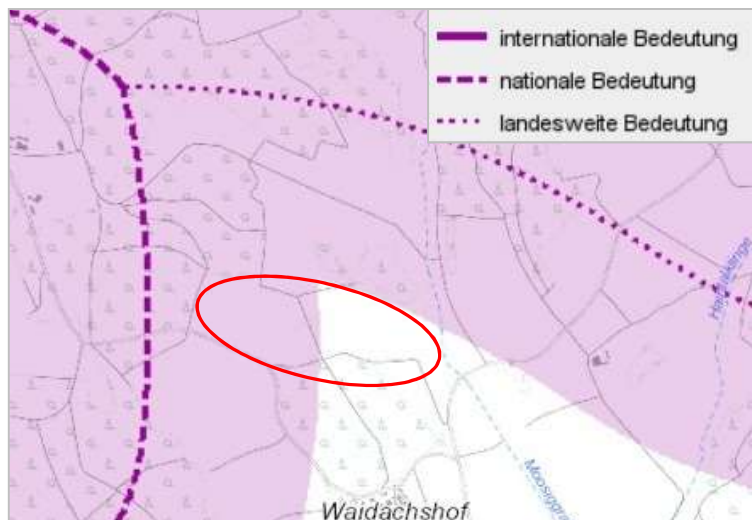 internationale Bedeutung
nationale Bedeutung
landesweite Bedeutung
Waidachshof